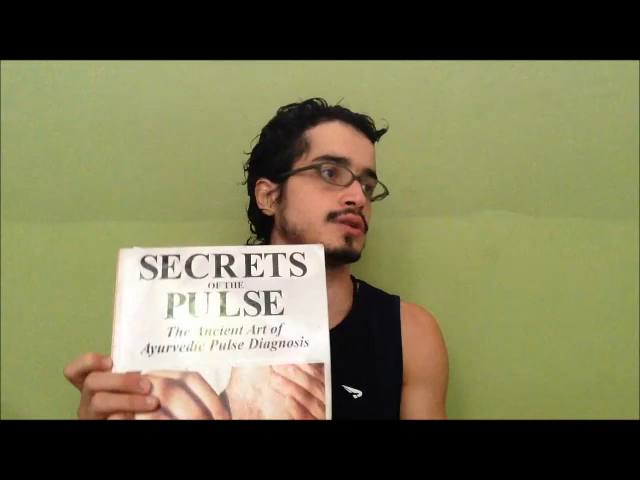 SECRETS
OF THE
PULSE
The Ancient Art of
Ayurvedic Pulse Diagnosis